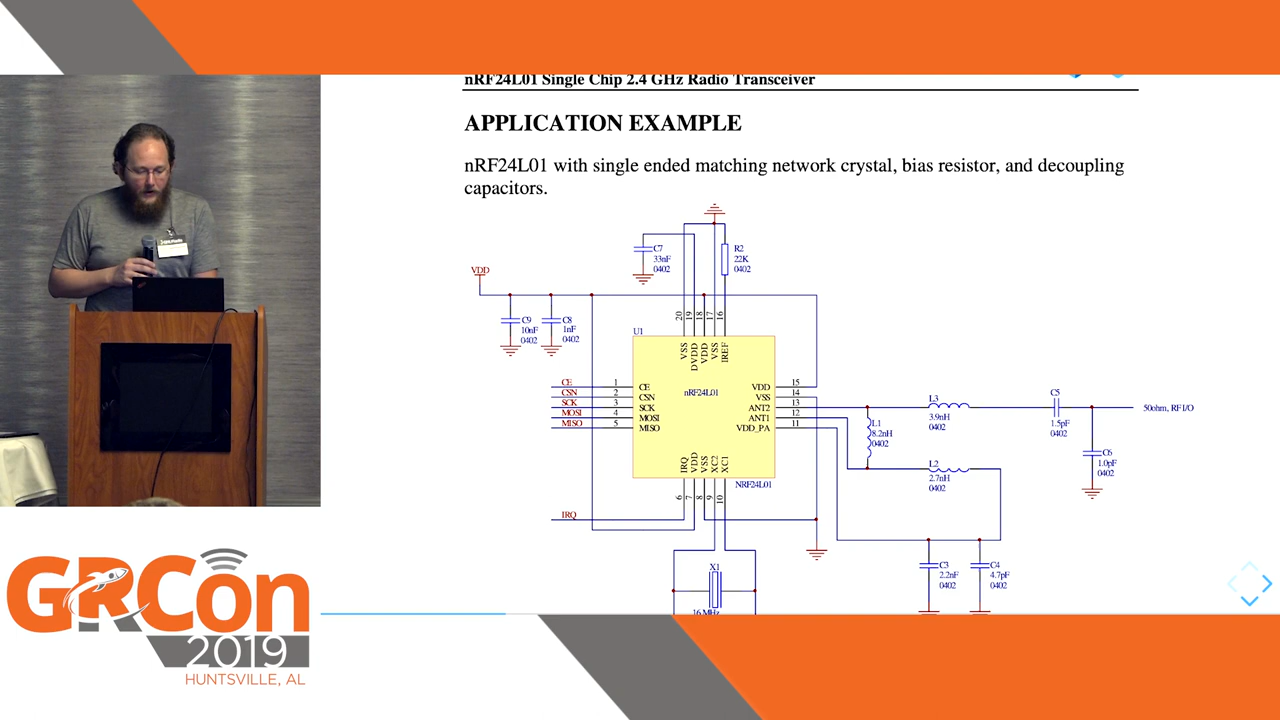 nRF24L01 Single Chip 2.4 GHz Radio Transceiver
APPLICATION EXAMPLE
nRF24L01 with single ended matching network crystal, bias resistor, and decoupling
capacitors.
C7
33nF
0402
R2
22K
0402
VDD
C9
10nF
0402
C8
1nF
0402
20
19
18
17
16
U1
VSS
DVDD
VDD
VSS
IREF
nRF24L01
CE
1
CE
CSN
2
CSN
SCK
3
SCK
MOSI
4
MOSI
MISO
5
MISO
VDD
15
VSS
14
ANT2
13
ANT1
12
VDD_PA
11
IRQ
VDD
VSS
XC2
XC1
NRF24L01
6
7
8
9
10
IRQ
L1
8.2nH
0402
L3
3.9nH
0402
L2
2.7nH
0402
C5
1.5pF
0402
50ohm, RF I/O
C6
1.0pF
0402
C3
2.2nF
0402
C4
4.7pF
0402
X1
16 MHz
GRCon
2019
HUNTSVILLE, AL